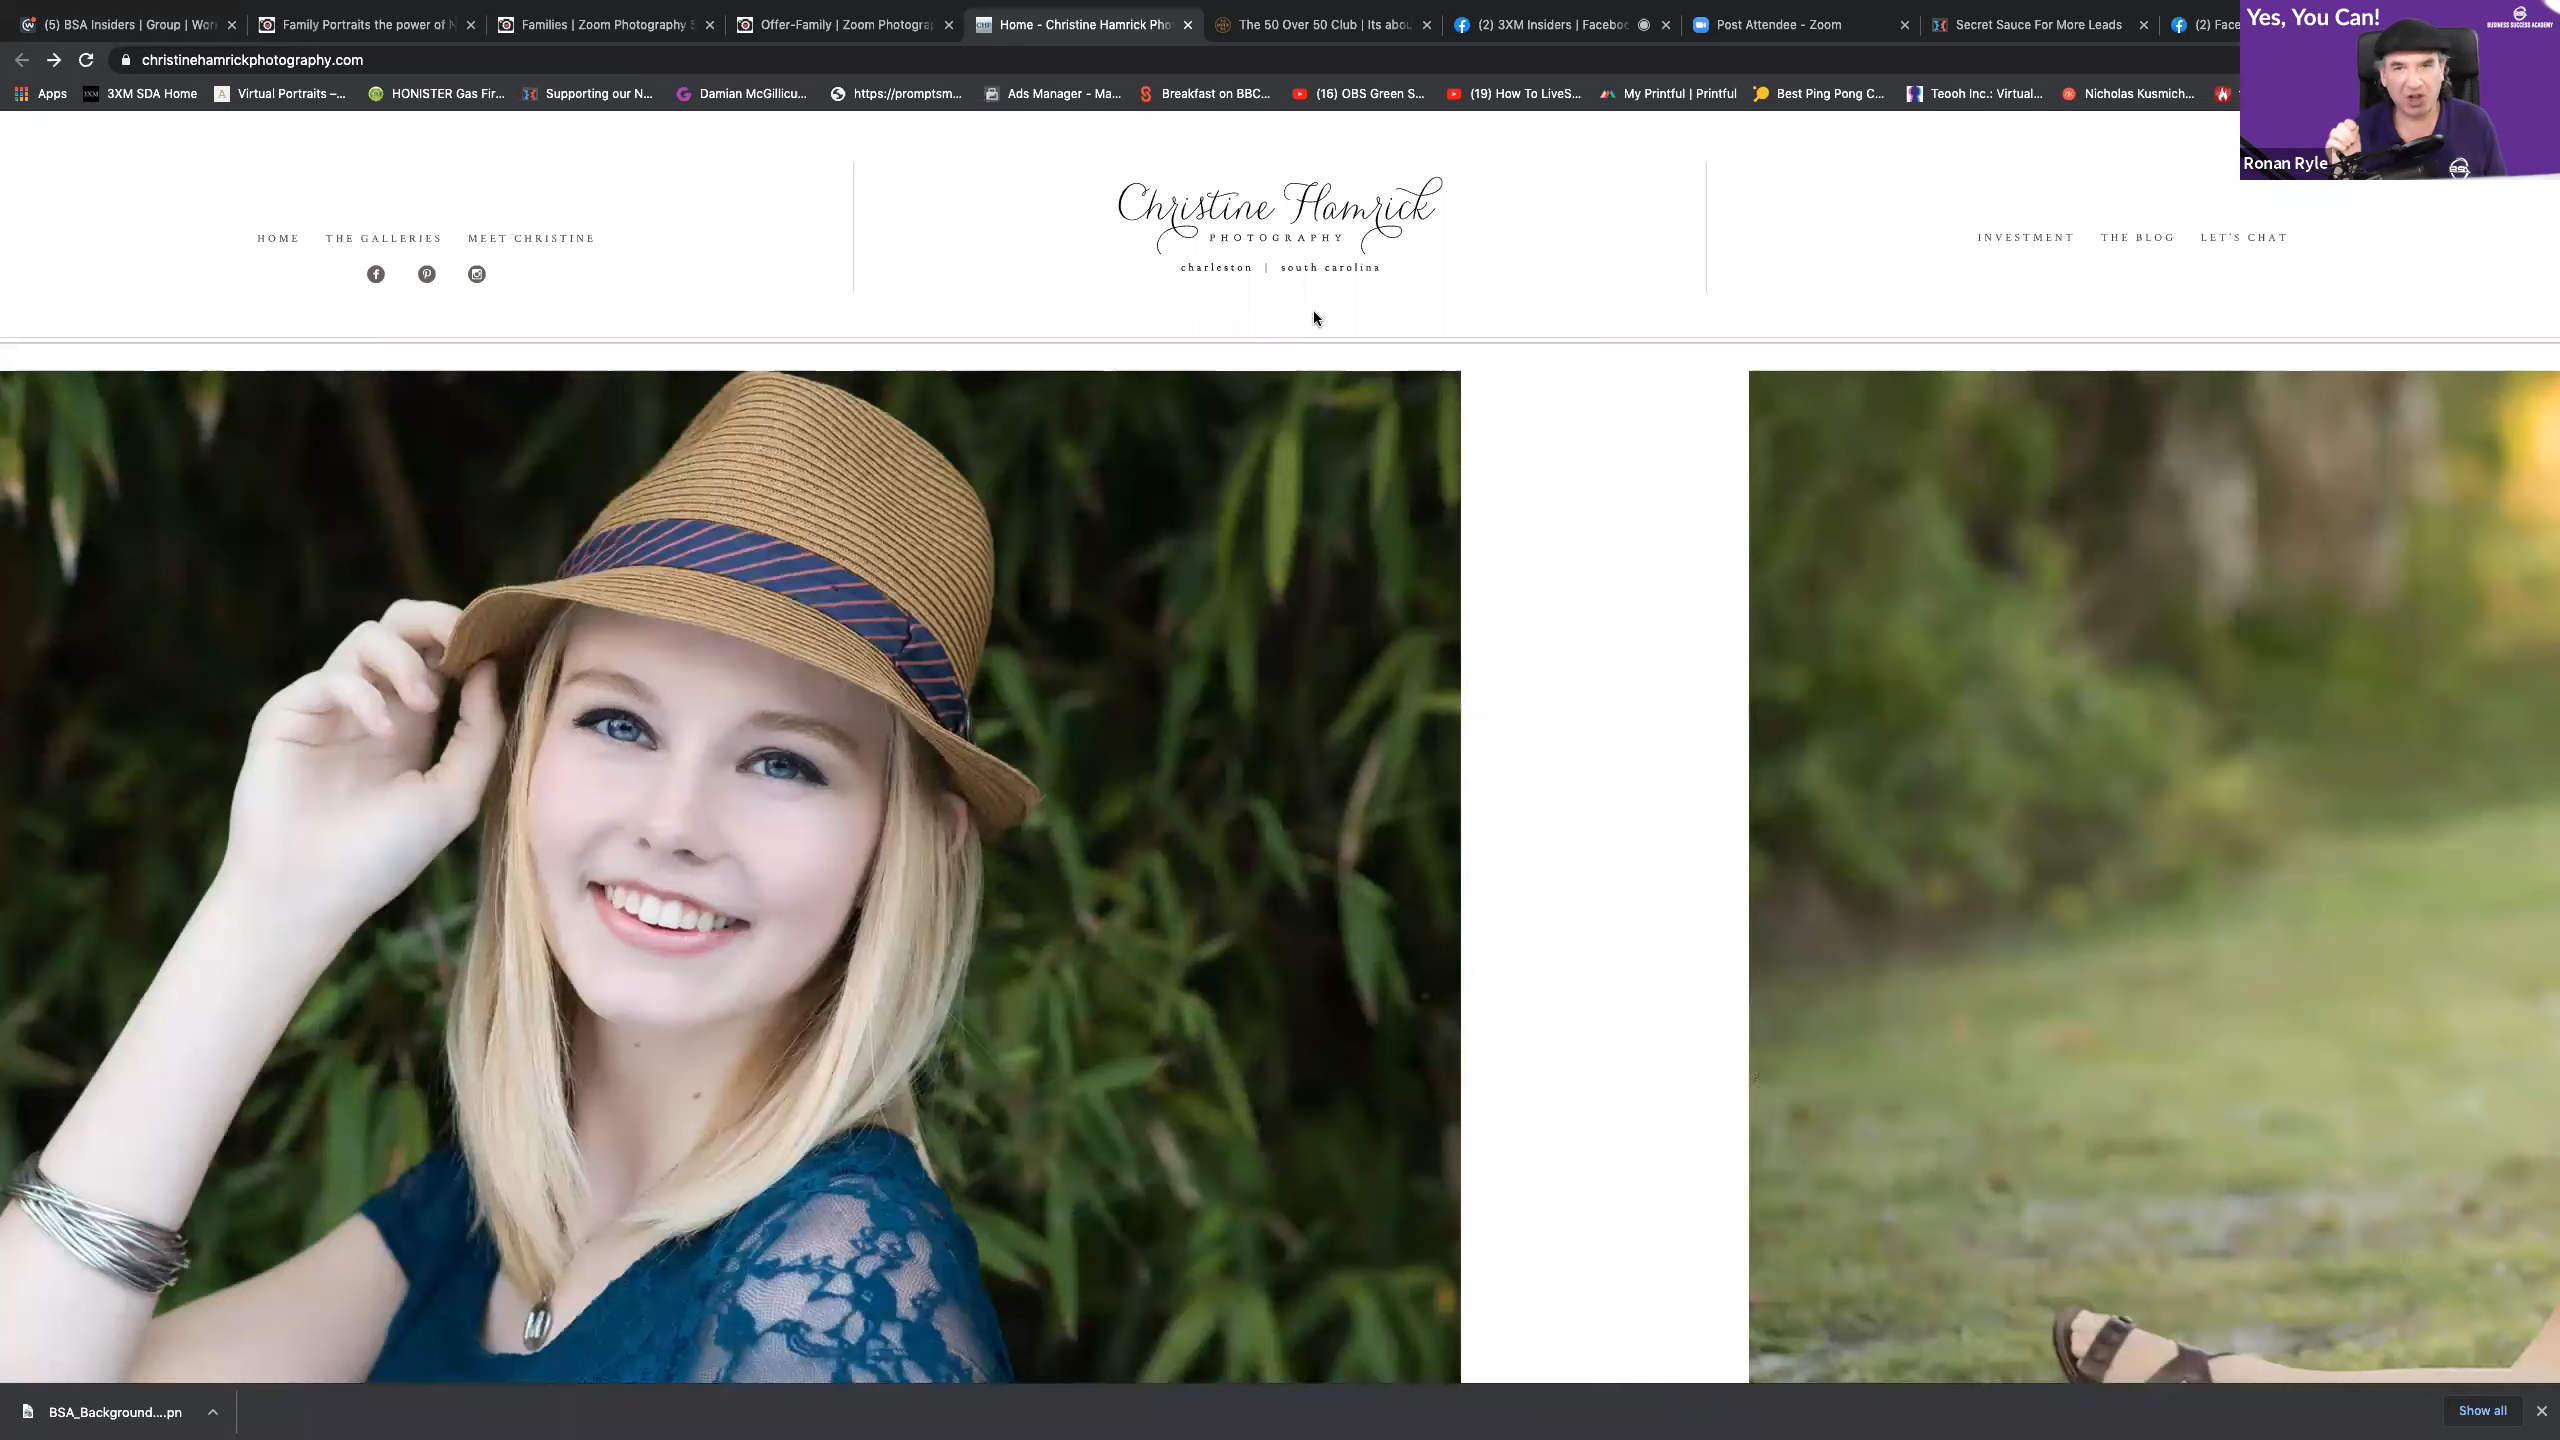 (5) BSA Insiders | Group | Wor
Family Portraits the power of
Families | Zoom Photography S
Offer-Family | Zoom Photogra
Home - Christine Hamrick Pho
The 50 Over 50 Club | Its abou
(2) 3XM Insiders | Faceboo
Post Attendee - Zoom
Secret Sauce For More Leads
(2) Face
christinehamrickphotography.com
Apps
3XM SDA Home
Virtual Portraits –...
HONISTER Gas Fir...
Supporting our N...
Damian McGillicu...
https://promptsm...
Ads Manager - Ma...
Breakfast on BBC...
(16) OBS Green S...
(19) How To LiveS...
My Printful | Printful
Best Ping Pong C...
Teooh Inc.: Virtual...
Nicholas Kusmich...
Yes, You Can!
BUSINESS SUCCESS ACADEMY
Ronan Ryle
HOME THE GALLERIES MEET CHRISTINE
Christine Hamrick
PHOTOGRAPHY
charleston | south carolina
INVESTMENT THE BLOG LET'S CHAT
BSA_Background....pn
Show all